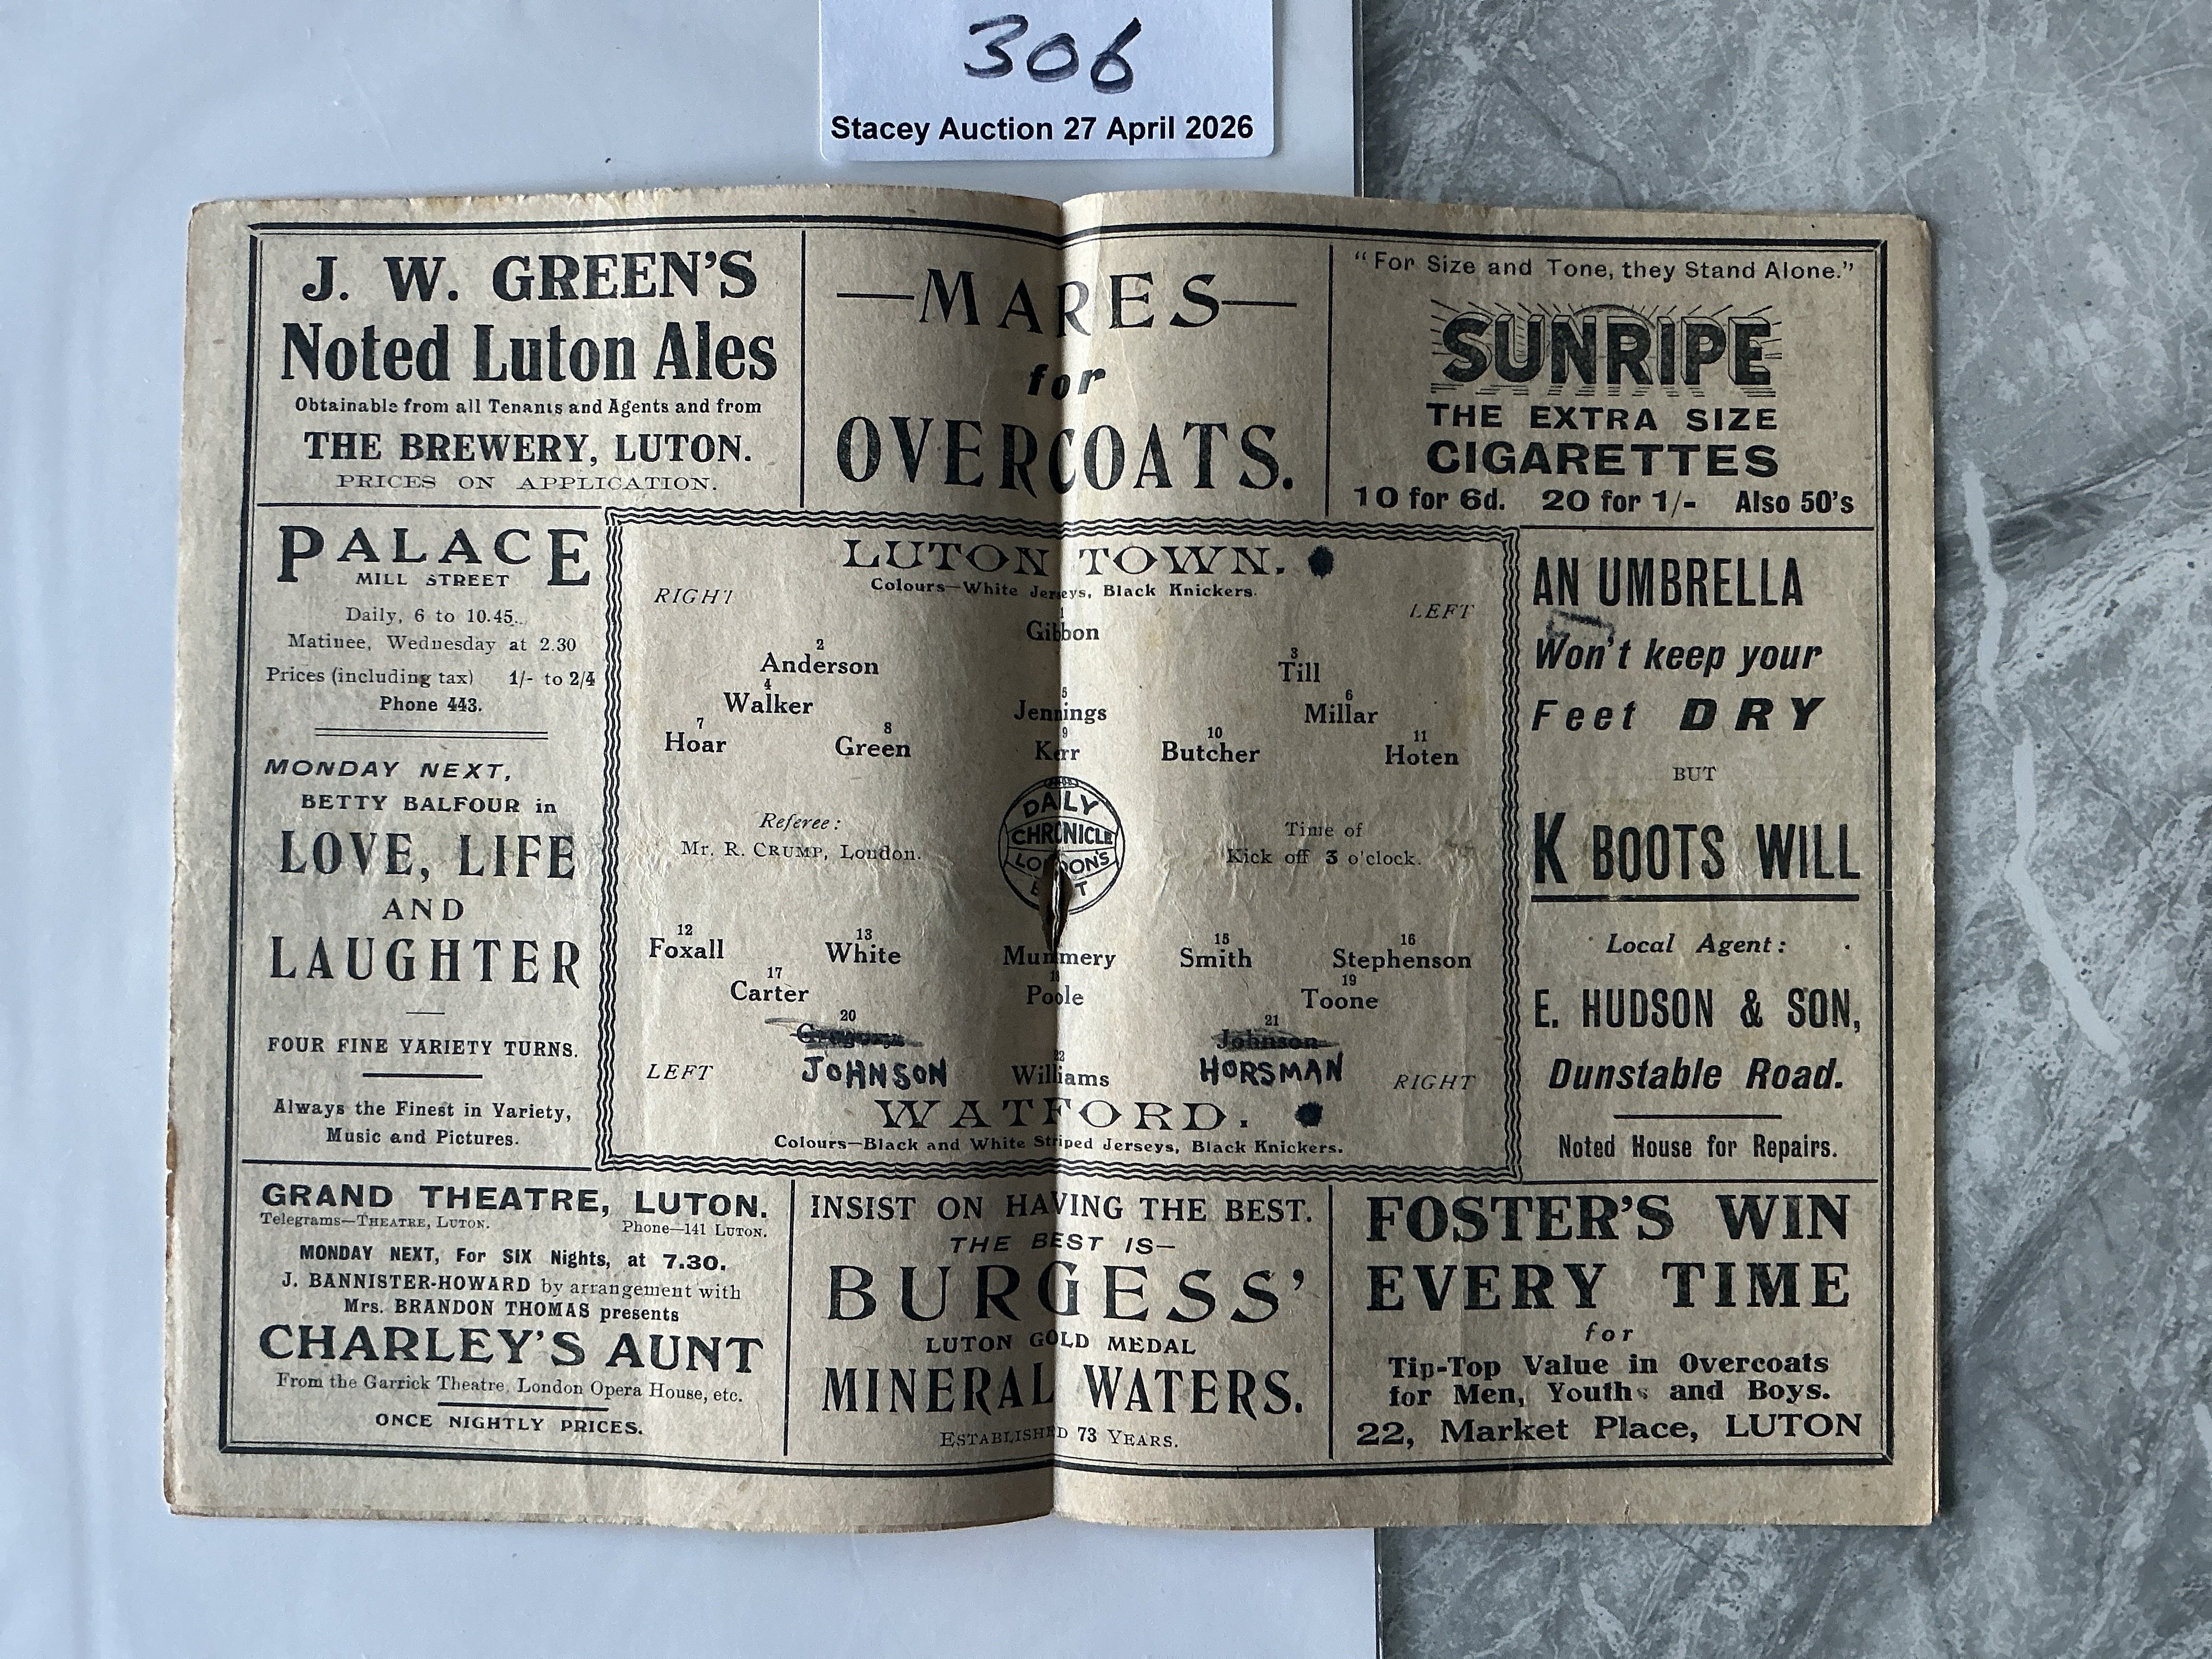 306
Stacey Auction 27 April 2026
J. W. GREEN'S
Noted Luton Ales
Obtainable from all Tenants and Agents and from
THE BREWERY, LUTON.
PRICES ON APPLICATION.
—MARES—
for
OVERCOATS.
"For Size and Tone, they Stand Alone."
SUNRIPE
THE EXTRA SIZE
CIGARETTES
10 for 6d. 20 for 1/- Also 50's
PALACE
MILL STREET
Daily, 6 to 10.45.
Matinee, Wednesday at 2.30
Prices (including tax) 1/- to 2/4
Phone 443.
MONDAY NEXT,
BETTY BALFOUR in
LOVE, LIFE
AND
LAUGHTER
FOUR FINE VARIETY TURNS.
Always the Finest in Variety,
Music and Pictures.
LUTON TOWN.
Colours—White Jerseys, Black Knickers.
RIGHT LEFT
1
Gibbon
2 3
Anderson Till
4 5 6
Walker Jennings Millar
7 8 9 10 11
Hoar Green Kerr Butcher Hoten
Referee:
Mr. R. CRUMP, London.
DAILY
CHRONICLE
LONDON'S
BEST
Time of
Kick off 3 o'clock.
12 13 15 16
Foxall White Mummery Smith Stephenson
17 18 19
Carter Poole Toone
20 21
Gregory Johnson
JOHNSON HORSMAN
22
LEFT Williams RIGHT
WATFORD.
Colours—Black and White Striped Jerseys, Black Knickers.
AN UMBRELLA
Won't keep your
Feet DRY
BUT
K BOOTS WILL
Local Agent:
E. HUDSON & SON,
Dunstable Road.
Noted House for Repairs.
GRAND THEATRE, LUTON.
Telegrams—THEATRE, LUTON. Phone—141 LUTON.
MONDAY NEXT, For SIX Nights, at 7.30.
J. BANNISTER-HOWARD by arrangement with
Mrs. BRANDON THOMAS presents
CHARLEY'S AUNT
From the Garrick Theatre, London Opera House, etc.
ONCE NIGHTLY PRICES.
INSIST ON HAVING THE BEST.
THE BEST IS—
BURGESS'
LUTON GOLD MEDAL
MINERAL WATERS.
ESTABLISHED 73 YEARS.
FOSTER'S WIN
EVERY TIME
for
Tip-Top Value in Overcoats
for Men, Youths and Boys.
22, Market Place, LUTON